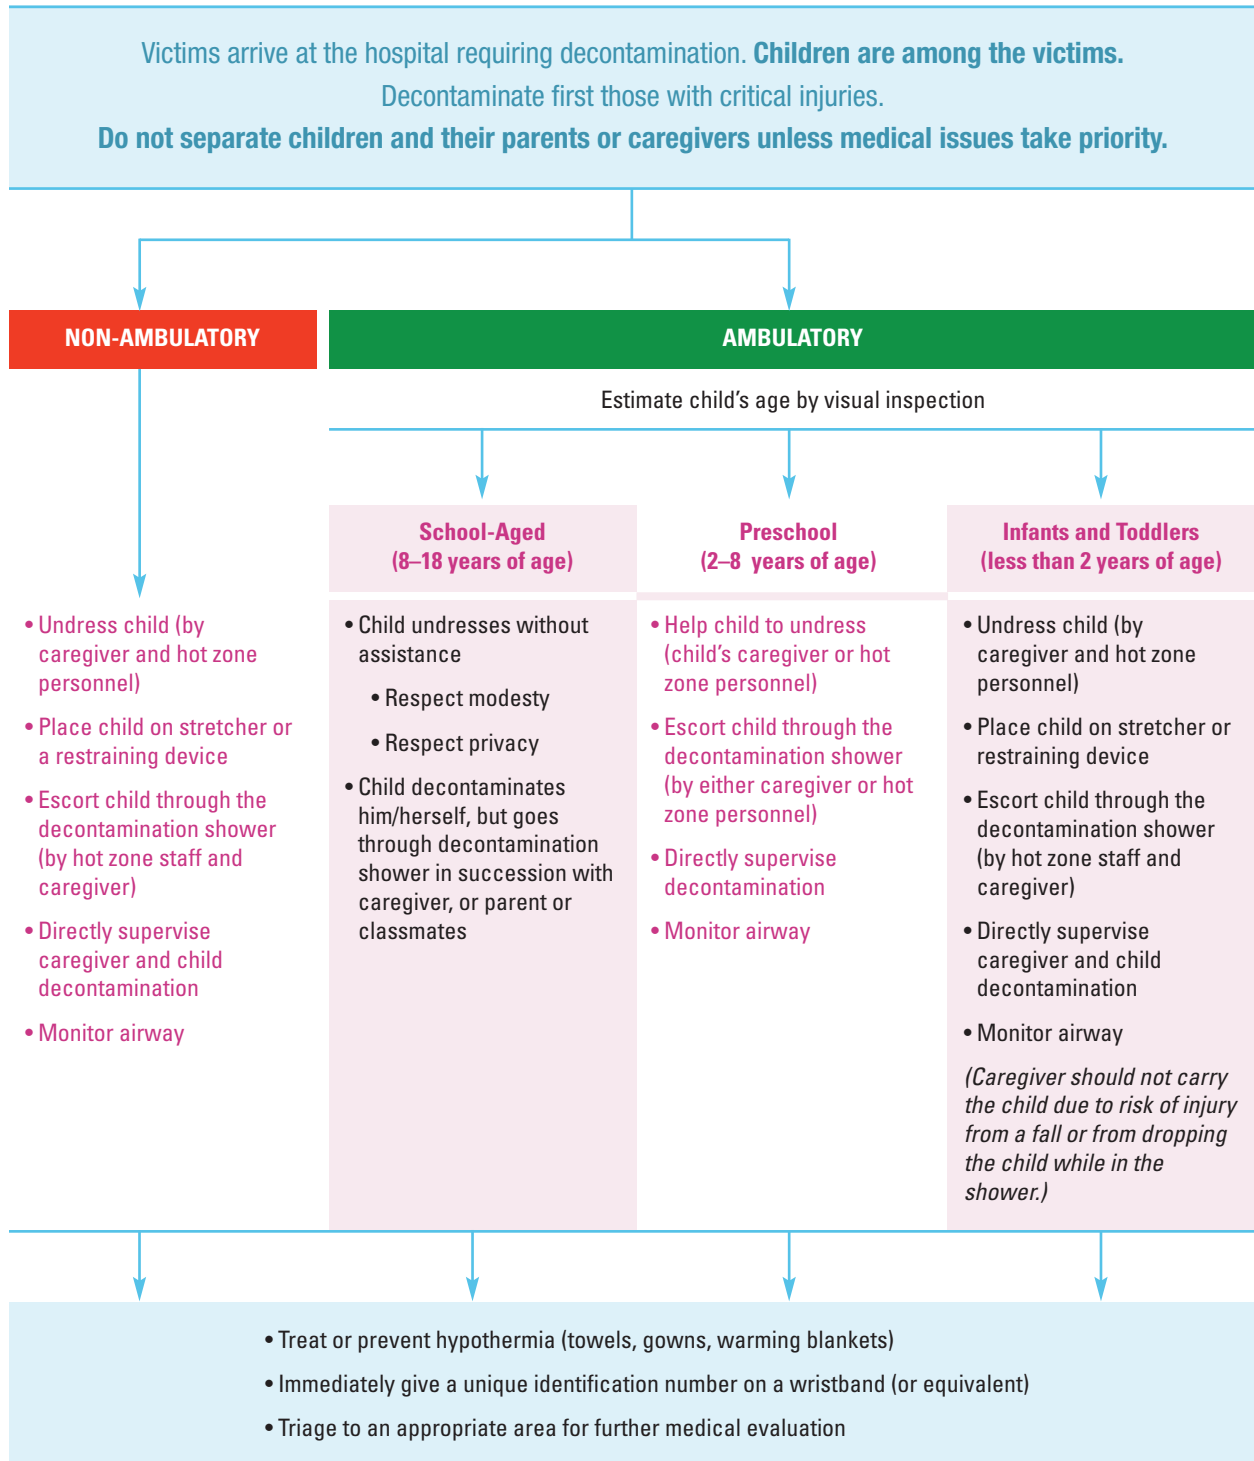 Victims arrive at the hospital requiring decontamination. Children are among the victims.
Decontaminate first those with critical injuries.
Do not separate children and their parents or caregivers unless medical issues take priority.
NON-AMBULATORY
AMBULATORY
Estimate child's age by visual inspection
• Undress child (by
caregiver and hot zone
personnel)
• Place child on stretcher or
a restraining device
• Escort child through the
decontamination shower
(by hot zone staff and
caregiver)
• Directly supervise
caregiver and child
decontamination
• Monitor airway
School-Aged
(8–18 years of age)
• Child undresses without
assistance
• Respect modesty
• Respect privacy
• Child decontaminates
him/herself, but goes
through decontamination
shower in succession with
caregiver, or parent or
classmates
Preschool
(2–8 years of age)
• Help child to undress
(child's caregiver or hot
zone personnel)
• Escort child through the
decontamination shower
(by either caregiver or hot
zone personnel)
• Directly supervise
decontamination
• Monitor airway
Infants and Toddlers
(less than 2 years of age)
• Undress child (by
caregiver and hot zone
personnel)
• Place child on stretcher or
restraining device
• Escort child through the
decontamination shower
(by hot zone staff and
caregiver)
• Directly supervise
caregiver and child
decontamination
• Monitor airway
(Caregiver should not carry
the child due to risk of injury
from a fall or from dropping
the child while in the
shower.)
• Treat or prevent hypothermia (towels, gowns, warming blankets)
• Immediately give a unique identification number on a wristband (or equivalent)
• Triage to an appropriate area for further medical evaluation